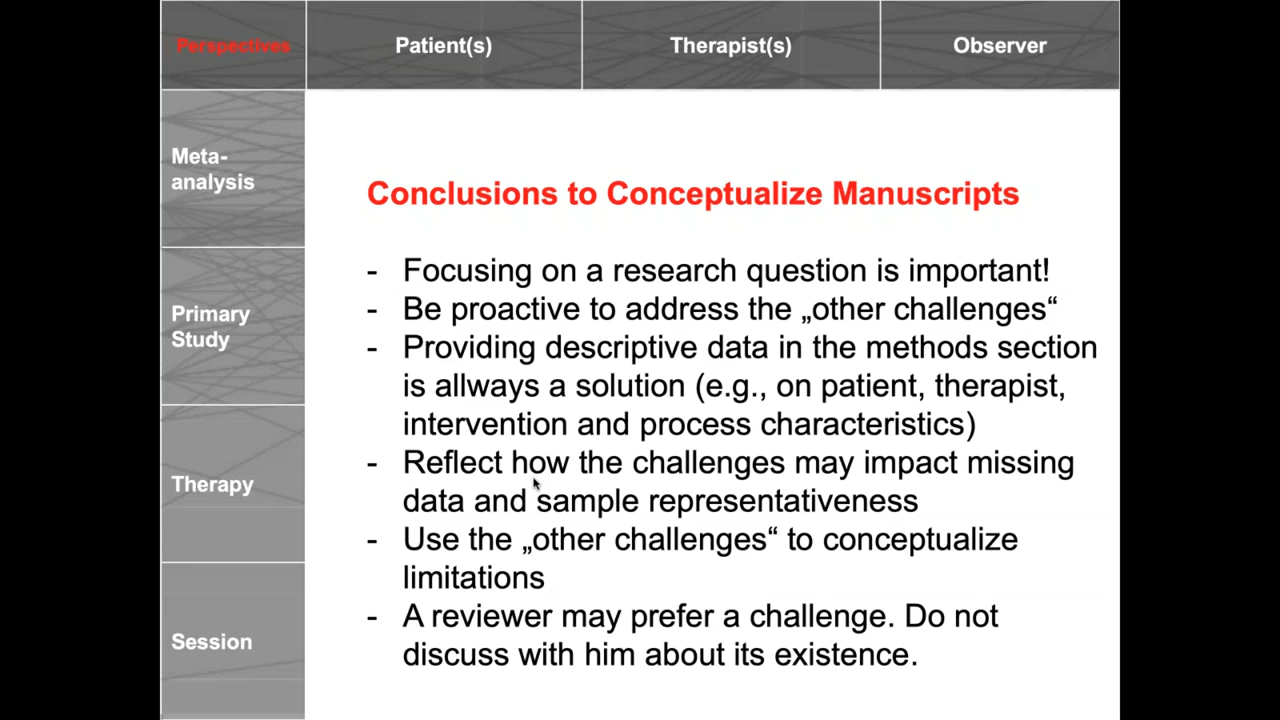 Perspectives
Patient(s)
Therapist(s)
Observer
Meta-
analysis
Primary
Study
Therapy
Session
Conclusions to Conceptualize Manuscripts
- Focusing on a research question is important!
- Be proactive to address the „other challenges“
- Providing descriptive data in the methods section
is allways a solution (e.g., on patient, therapist,
intervention and process characteristics)
- Reflect how the challenges may impact missing
data and sample representativeness
- Use the „other challenges“ to conceptualize
limitations
- A reviewer may prefer a challenge. Do not
discuss with him about its existence.